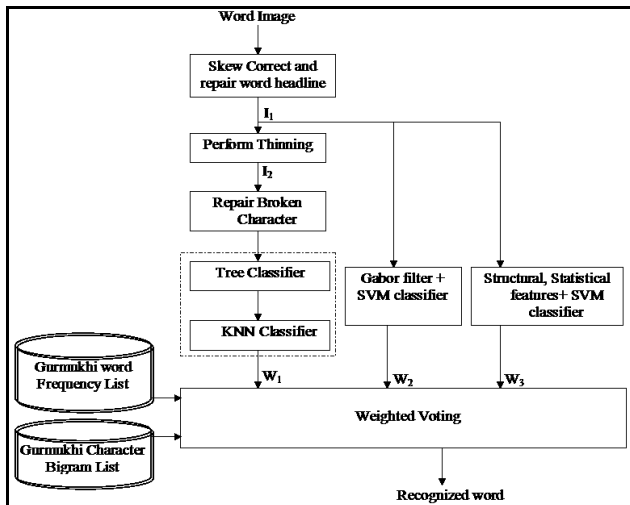 Word Image
Skew Correct and
repair word headline
I1
Perform Thinning
I2
Repair Broken
Character
Tree Classifier
KNN Classifier
Gabor filter +
SVM classifier
Structural, Statistical
features+ SVM
classifier
W1
W2
W3
Gurmukhi word
Frequency List
Gurmukhi Character
Bigram List
Weighted Voting
Recognized word